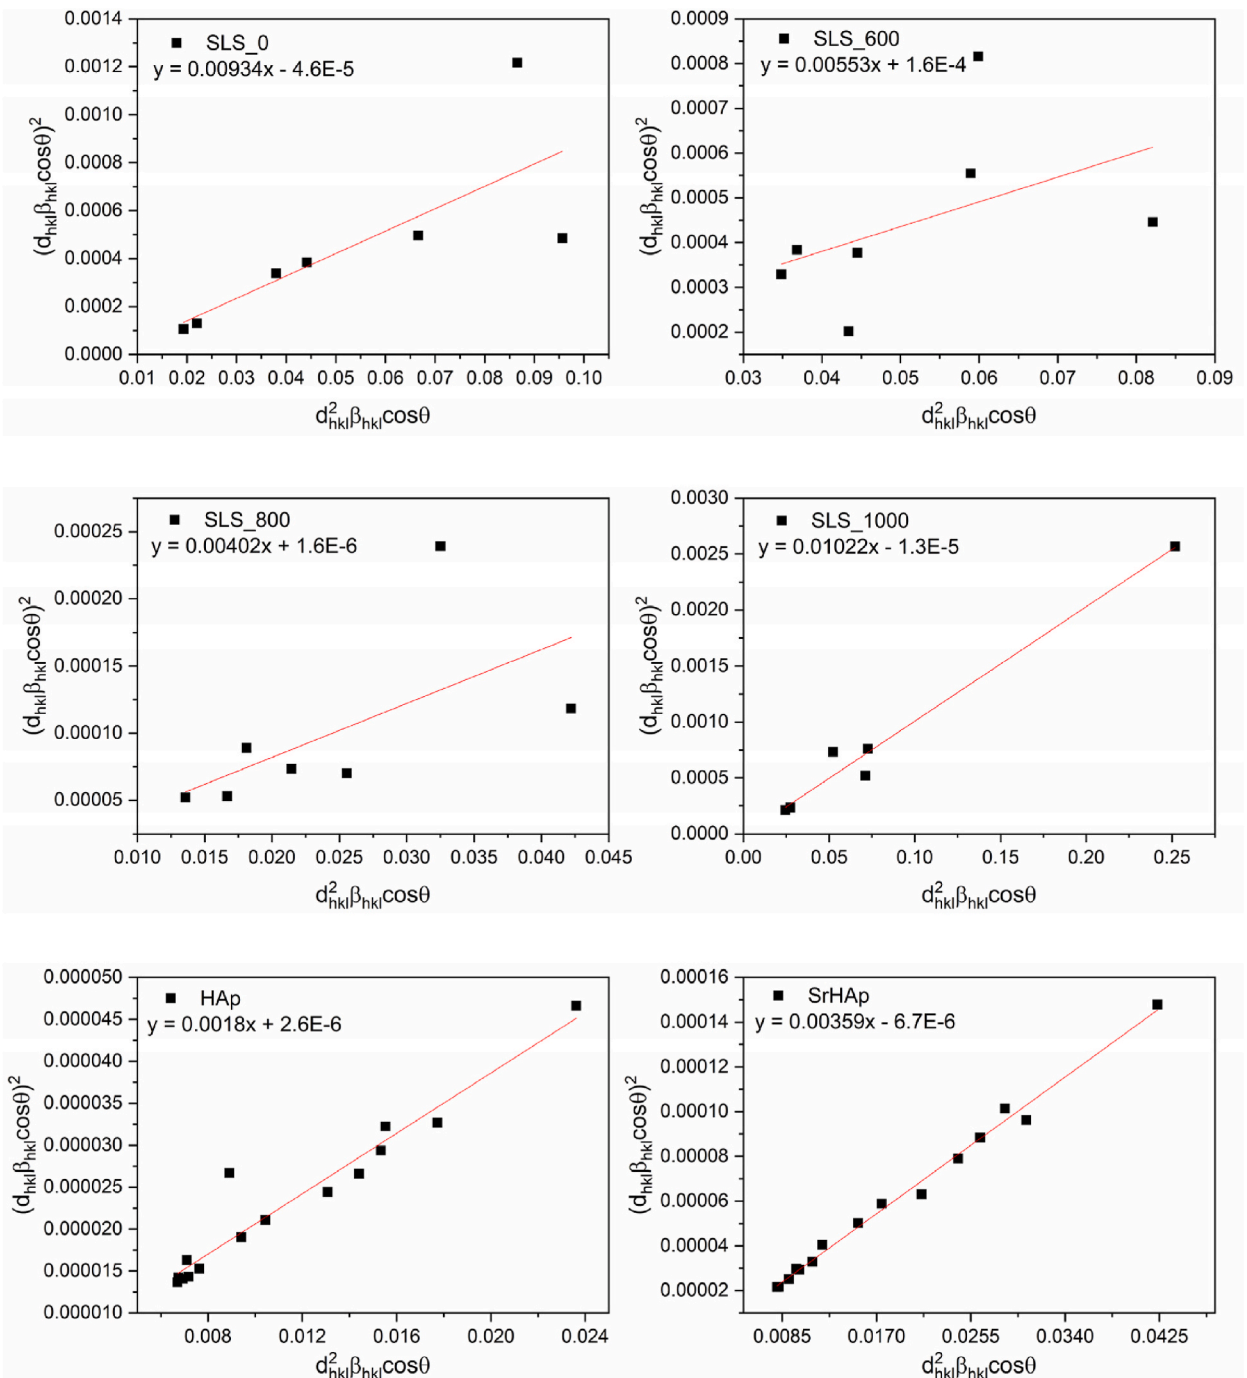 SLS_0
y = 0.00934x - 4.6E-5
0.0014
0.0012
0.0010
0.0008
0.0006
0.0004
0.0002
0.0000
(d_hkl β_hkl cosθ)²
0.01 0.02 0.03 0.04 0.05 0.06 0.07 0.08 0.09 0.10
d²_hkl β_hkl cosθ
SLS_600
y = 0.00553x + 1.6E-4
0.0009
0.0008
0.0007
0.0006
0.0005
0.0004
0.0003
0.0002
(d_hkl β_hkl cosθ)²
0.03 0.04 0.05 0.06 0.07 0.08 0.09
d²_hkl β_hkl cosθ
SLS_800
y = 0.00402x + 1.6E-6
0.00025
0.00020
0.00015
0.00010
0.00005
(d_hkl β_hkl cosθ)²
0.010 0.015 0.020 0.025 0.030 0.035 0.040 0.045
d²_hkl β_hkl cosθ
SLS_1000
y = 0.01022x - 1.3E-5
0.0030
0.0025
0.0020
0.0015
0.0010
0.0005
0.0000
(d_hkl β_hkl cosθ)²
0.00 0.05 0.10 0.15 0.20 0.25
d²_hkl β_hkl cosθ
HAp
y = 0.0018x + 2.6E-6
0.000050
0.000045
0.000040
0.000035
0.000030
0.000025
0.000020
0.000015
0.000010
(d_hkl β_hkl cosθ)²
0.008 0.012 0.016 0.020 0.024
d²_hkl β_hkl cosθ
SrHAp
y = 0.00359x - 6.7E-6
0.00016
0.00014
0.00012
0.00010
0.00008
0.00006
0.00004
0.00002
(d_hkl β_hkl cosθ)²
0.0085 0.0170 0.0255 0.0340 0.0425
d²_hkl β_hkl cosθ